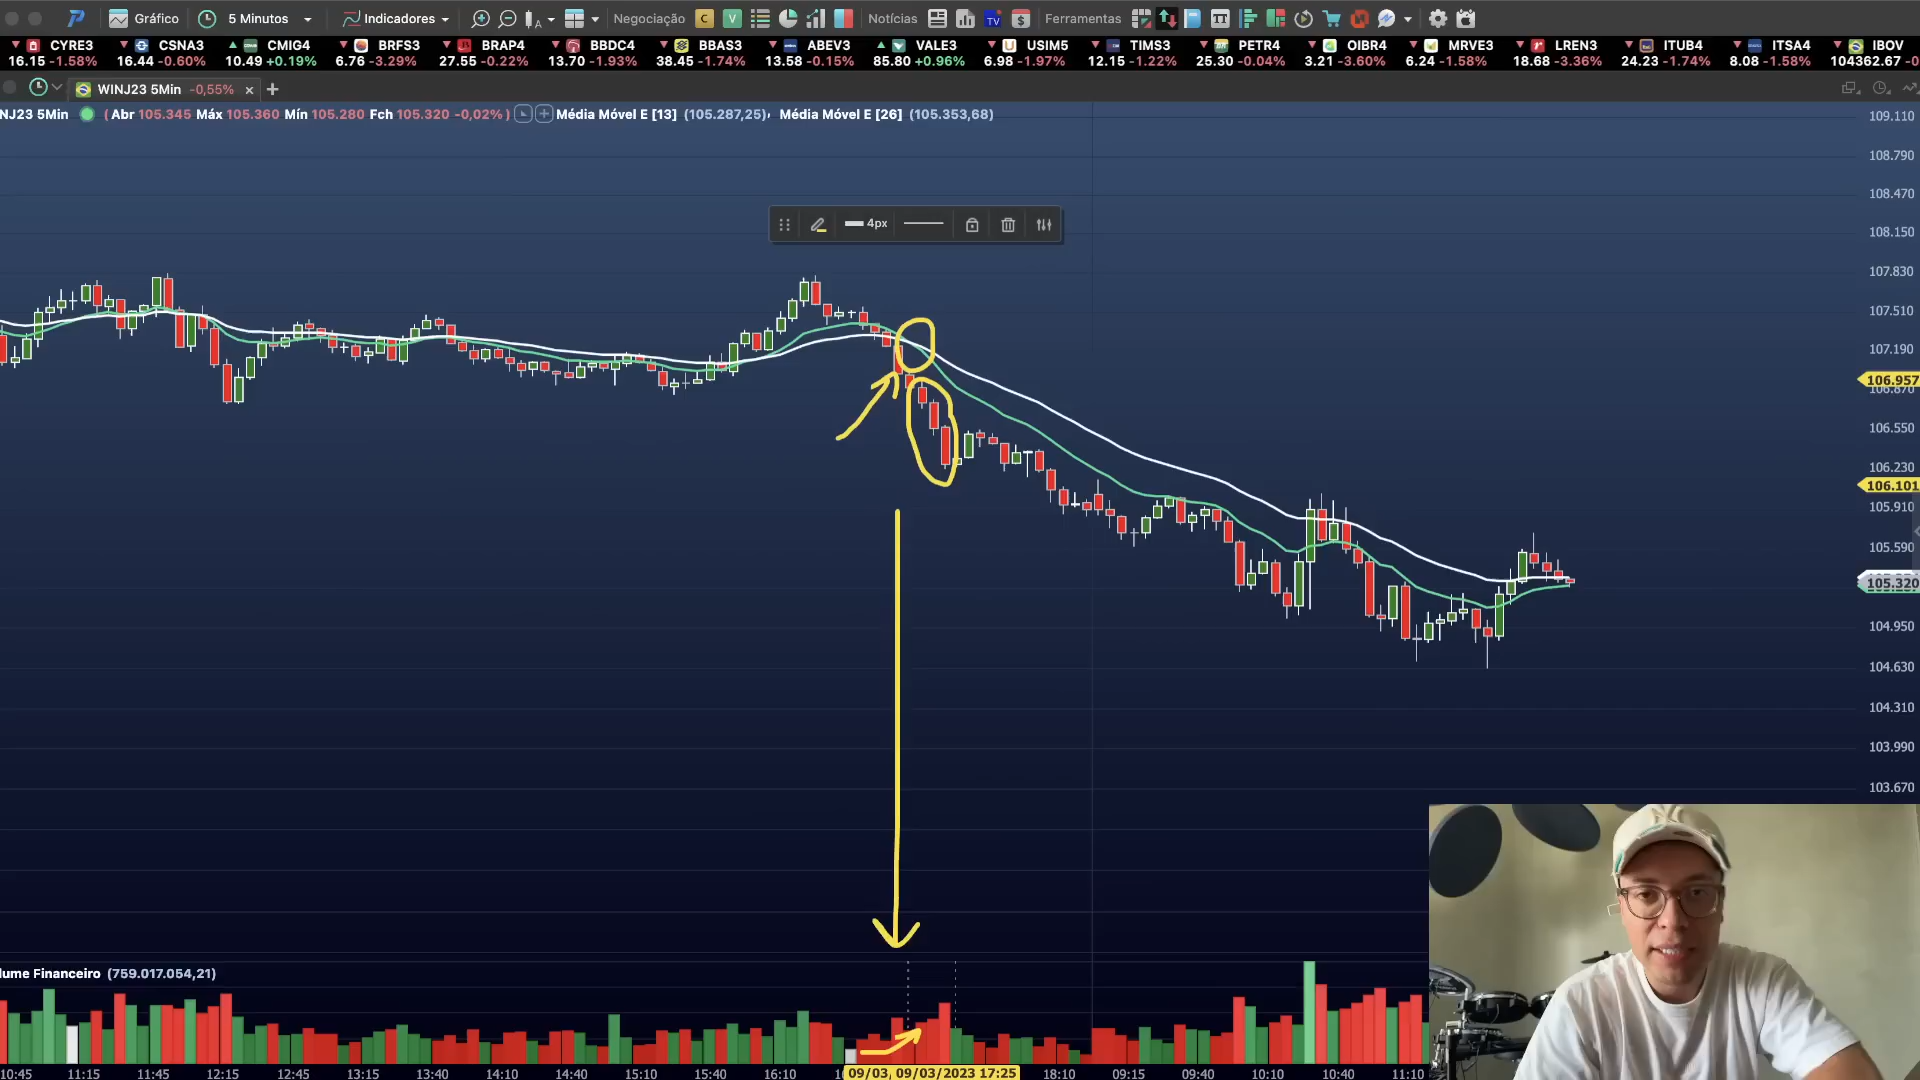 Gráfico 5 Minutos Indicadores Negociação C V Notícias TV Ferramentas TT
CYRE3 CSNA3 CMIG4 BRFS3 BRAP4 BBDC4 BBAS3 ABEV3 VALE3 USIM5 TIMS3 PETR4 OIBR4 MRVE3 LREN3 ITUB4 ITSA4 IBOV
16.15 -1.58% 16.44 -0.60% 10.49 +0.19% 6.76 -3.29% 27.55 -0.22% 13.70 -1.93% 38.45 -1.74% 13.58 -0.15% 85.80 +0.96% 6.98 -1.97% 12.15 -1.22% 25.30 -0.04% 3.21 -3.60% 6.24 -1.58% 18.68 -3.36% 24.23 -1.74% 8.08 -1.58% 104362.67 -0
WINJ23 5Min -0,55% × +
NJ23 5Min ( Abr 105.345 Máx 105.360 Mín 105.280 Fch 105.320 -0,02% ) Média Móvel E [13] (105.287,25) Média Móvel E [26] (105.353,68)
109.110
108.790
108.470
108.150
4px
107.830
107.510
107.190
106.957
106.550
106.230
106.101
105.910
105.590
105.320
104.950
104.630
104.310
103.990
103.670
lume Financeiro (759.017.054,21)
10:45 11:15 11:45 12:15 12:45 13:15 13:40 14:10 14:40 15:10 15:40 16:10 09/03, 09/03/2023 17:25 18:10 09:15 09:40 10:10 10:40 11:10